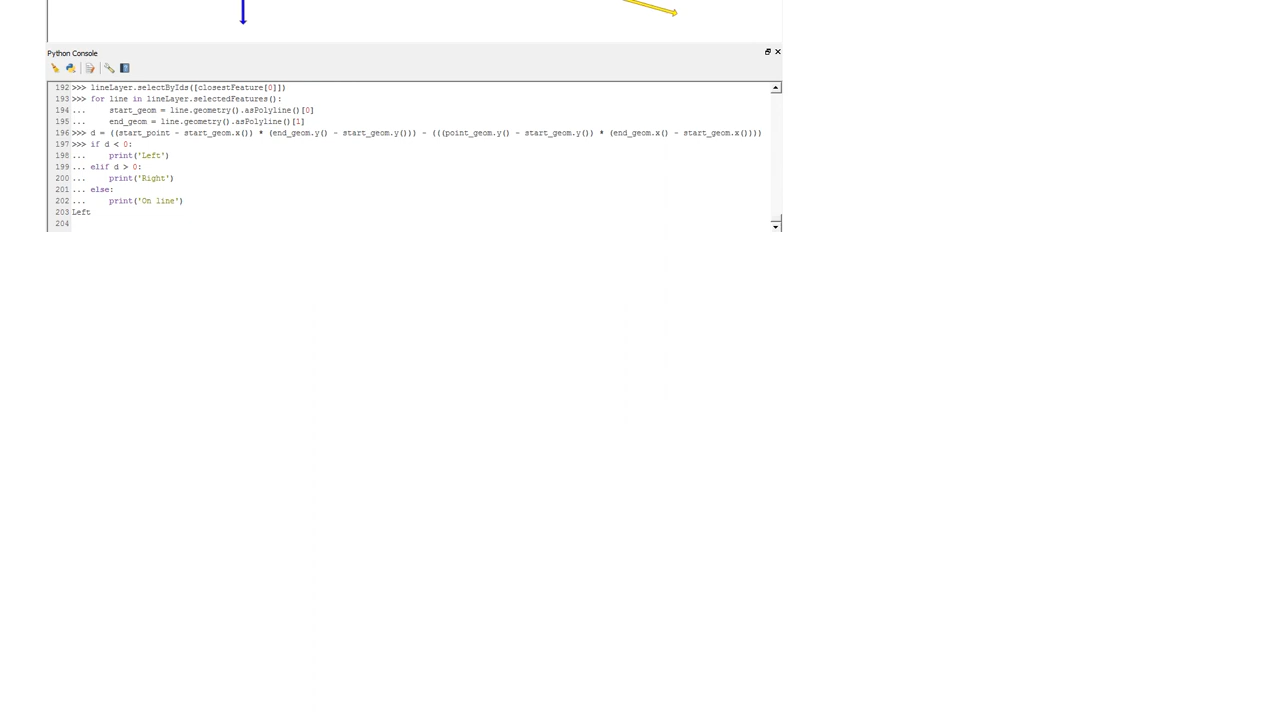 Python Console
192 >>> lineLayer.selectByIds([closestFeature[0]])
193 >>> for line in lineLayer.selectedFeatures():
194 ...     start_geom = line.geometry().asPolyline()[0]
195 ...     end_geom = line.geometry().asPolyline()[1]
196 >>> d = ((start_point - start_geom.x()) * (end_geom.y() - start_geom.y())) - (((point_geom.y() - start_geom.y()) * (end_geom.x() - start_geom.x())))
197 >>> if d < 0:
198 ...     print('Left')
199 ... elif d > 0:
200 ...     print('Right')
201 ... else:
202 ...     print('On line')
203 Left
204